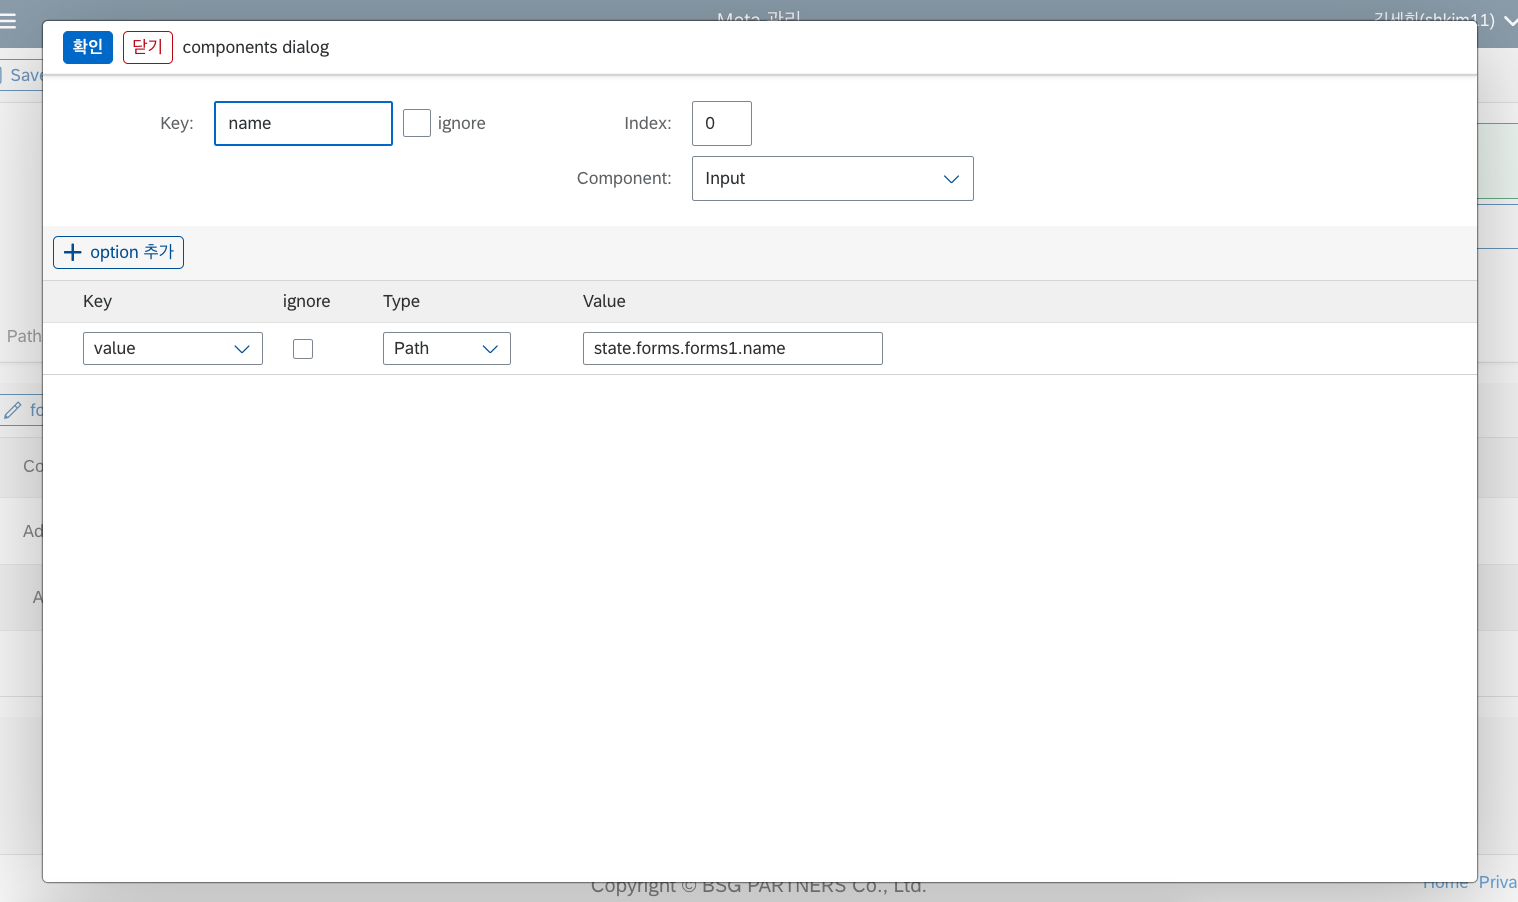 Meta 관리
김세희(shkim11)
Save
확인 닫기 components dialog
Key: name ignore Index: 0
Component: Input
option 추가
Key ignore Type Value
value Path state.forms.forms1.name
Path
fo
Co
Ad
A
Copyright © BSG PARTNERS Co., Ltd.
Home Priva